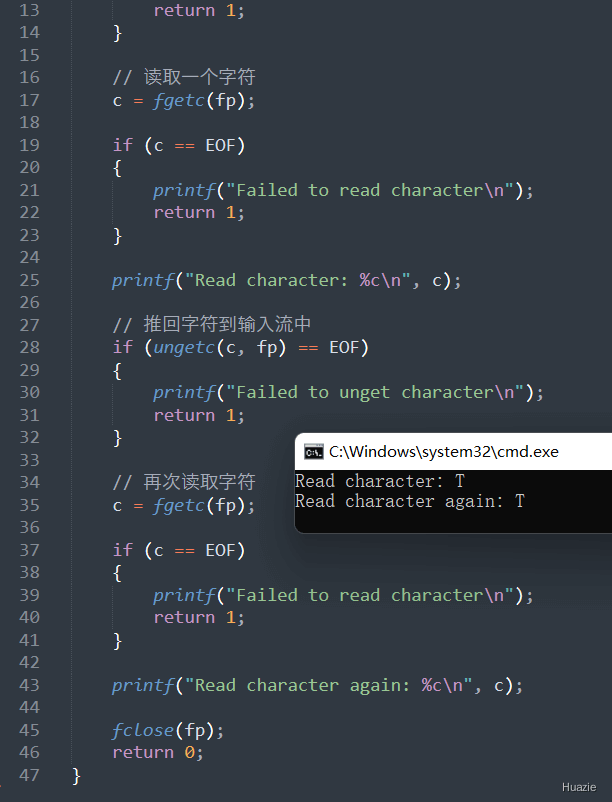 13 return 1;
14 }
15
16 // 读取一个字符
17 c = fgetc(fp);
18
19 if (c == EOF)
20 {
21 printf("Failed to read character\n");
22 return 1;
23 }
24
25 printf("Read character: %c\n", c);
26
27 // 推回字符到输入流中
28 if (ungetc(c, fp) == EOF)
29 {
30 printf("Failed to unget character\n");
31 return 1;
32 }
33
34 // 再次读取字符
35 c = fgetc(fp);
36
37 if (c == EOF)
38 {
39 printf("Failed to read character\n");
40 return 1;
41 }
42
43 printf("Read character again: %c\n", c);
44
45 fclose(fp);
46 return 0;
47 }
C:\Windows\system32\cmd.exe
Read character: T
Read character again: T
Huazie